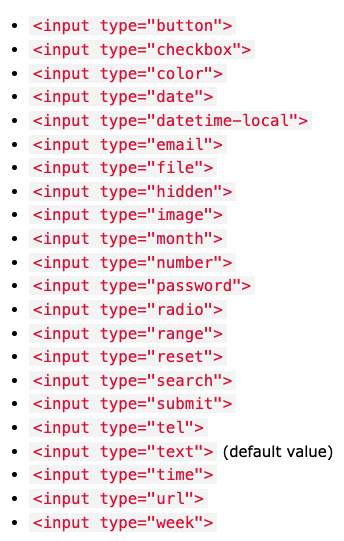 <input type="button">
<input type="checkbox">
<input type="color">
<input type="date">
<input type="datetime-local">
<input type="email">
<input type="file">
<input type="hidden">
<input type="image">
<input type="month">
<input type="number">
<input type="password">
<input type="radio">
<input type="range">
<input type="reset">
<input type="search">
<input type="submit">
<input type="tel">
<input type="text"> (default value)
<input type="time">
<input type="url">
<input type="week">